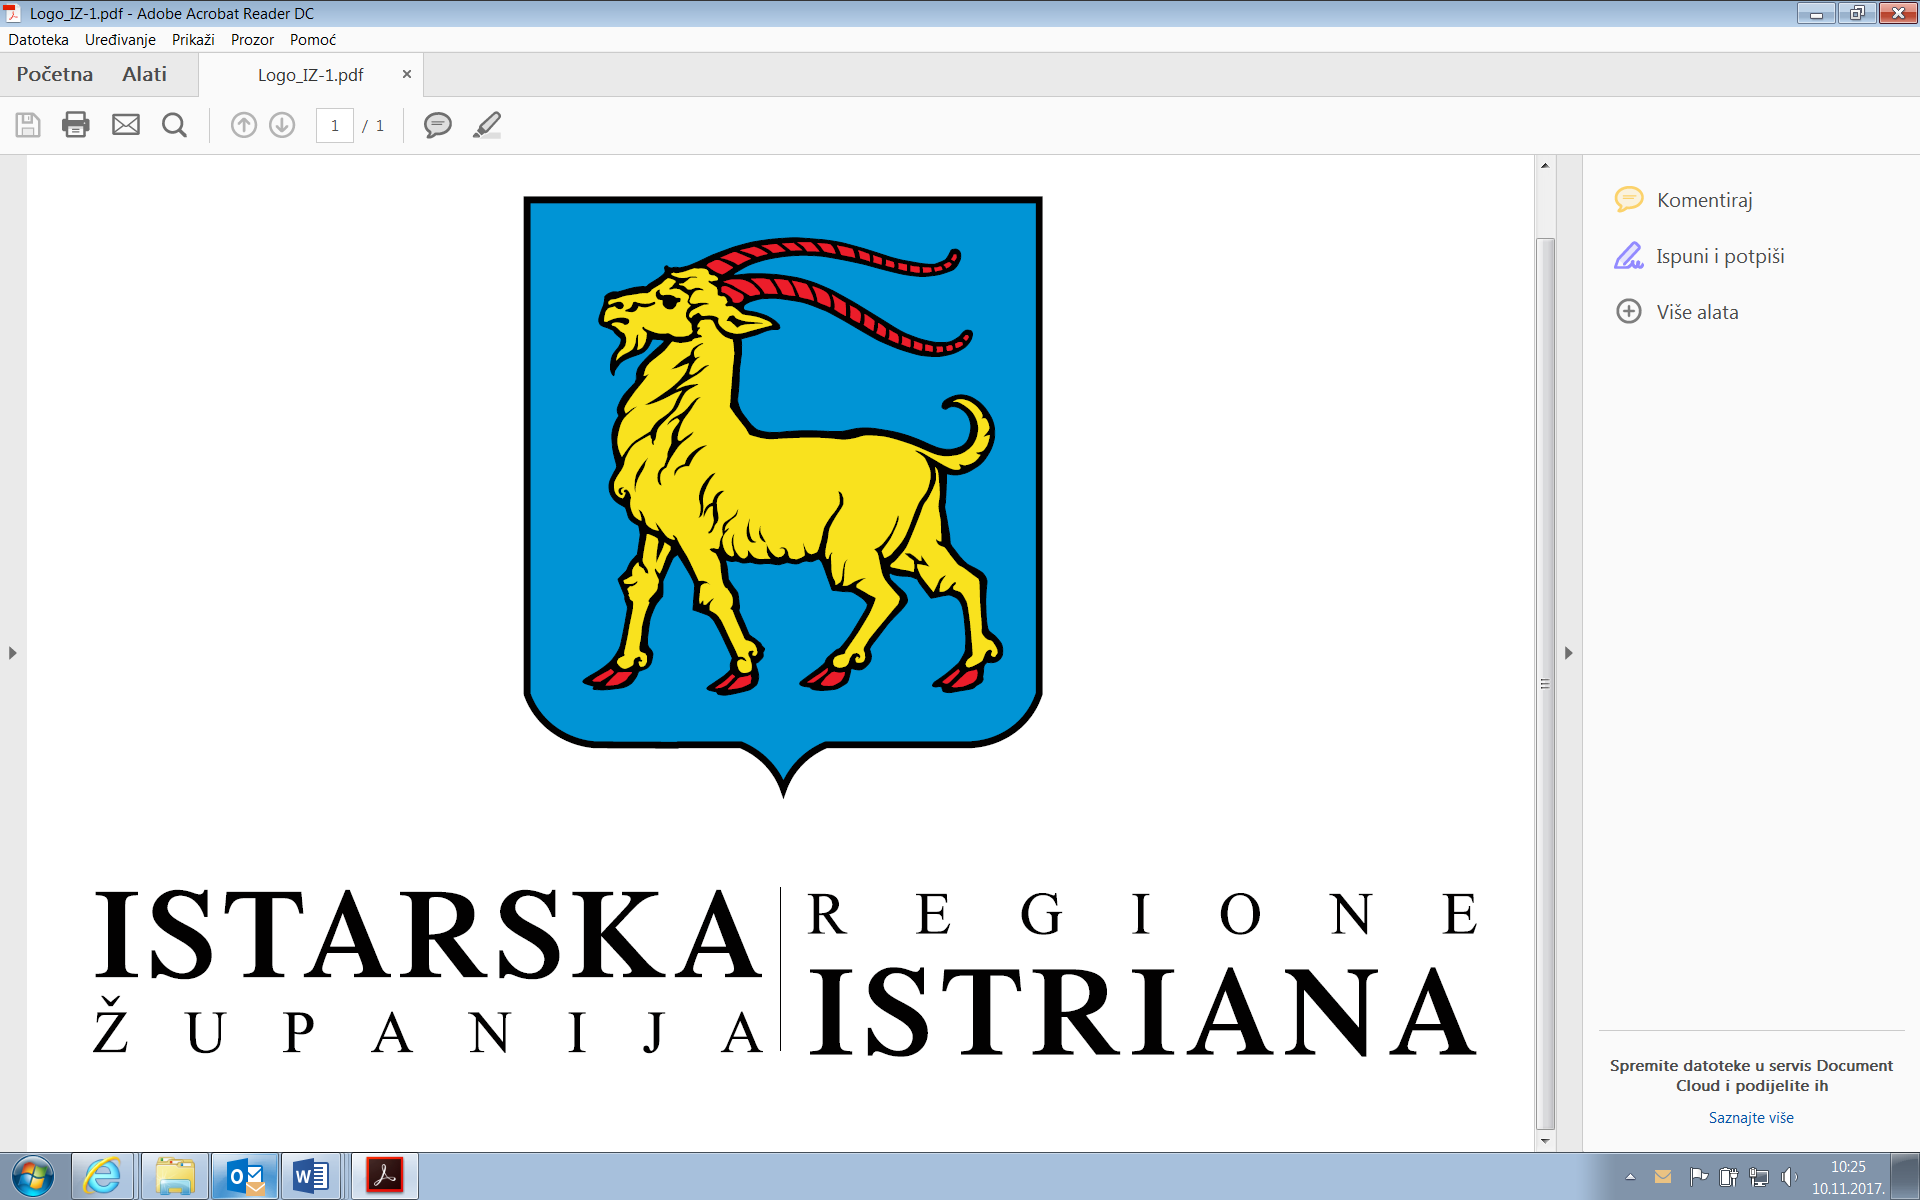 Logo_IZ-1.pdf - Adobe Acrobat Reader DC
Datoteka Uređivanje Prikaži Prozor Pomoć
Početna Alati Logo_IZ-1.pdf ×
1 / 1
Komentiraj
Ispuni i potpiši
Više alata
ISTARSKA
ŽUPANIJA
REGIONE
ISTRIANA
Spremite datoteke u servis Document
Cloud i podijelite ih
Saznajte više
10:25
10.11.2017.